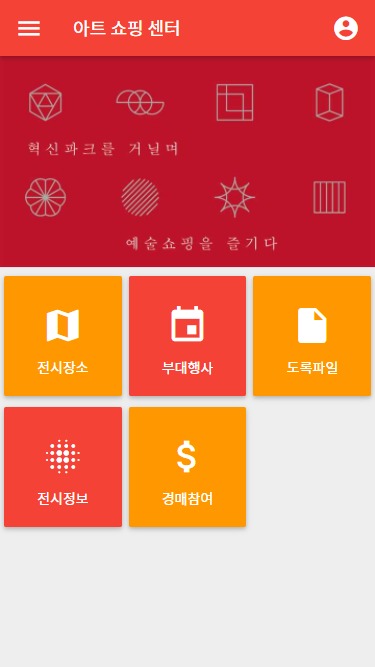 아트 쇼핑 센터
혁신파크를 거닐며
예술쇼핑을 즐기다
전시장소
부대행사
도록파일
전시정보
경매참여